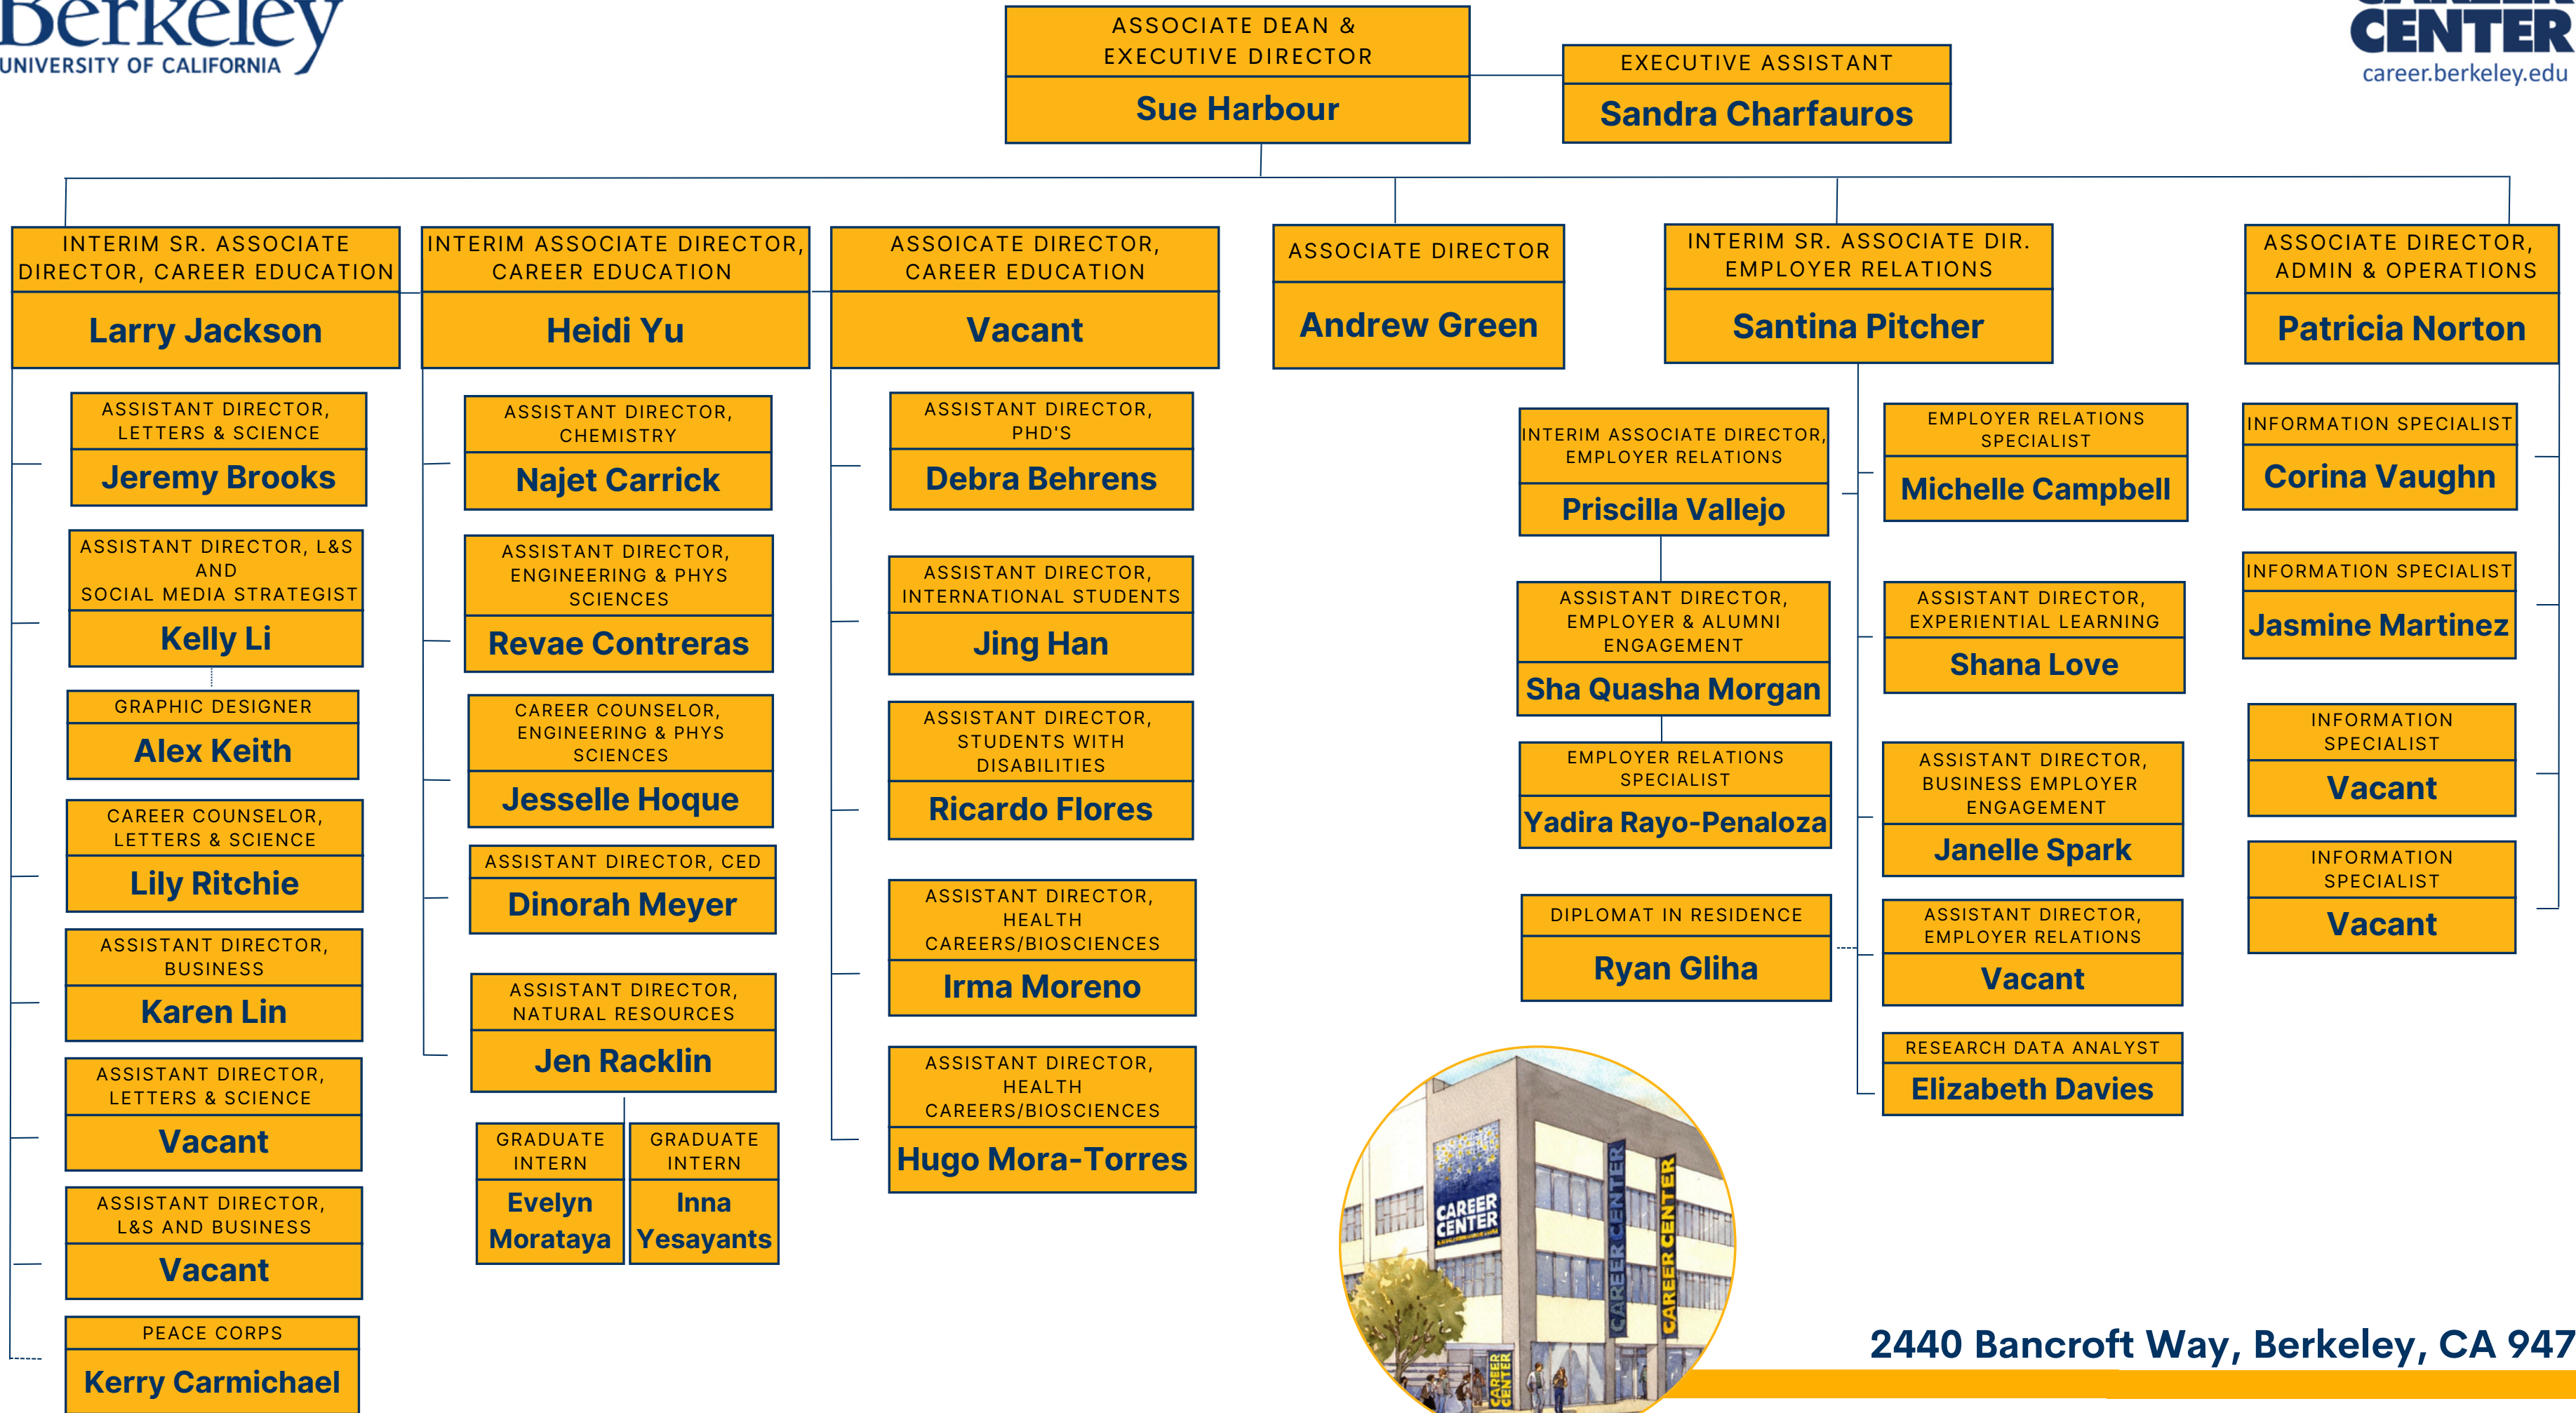 Berkeley
UNIVERSITY OF CALIFORNIA
CAREER
CENTER
career.berkeley.edu
ASSOCIATE DEAN &
EXECUTIVE DIRECTOR
Sue Harbour
EXECUTIVE ASSISTANT
Sandra Charfauros
INTERIM SR. ASSOCIATE
DIRECTOR, CAREER EDUCATION
Larry Jackson
INTERIM ASSOCIATE DIRECTOR,
CAREER EDUCATION
Heidi Yu
ASSOICATE DIRECTOR,
CAREER EDUCATION
Vacant
ASSOCIATE DIRECTOR
Andrew Green
INTERIM SR. ASSOCIATE DIR.
EMPLOYER RELATIONS
Santina Pitcher
ASSOCIATE DIRECTOR,
ADMIN & OPERATIONS
Patricia Norton
ASSISTANT DIRECTOR,
LETTERS & SCIENCE
Jeremy Brooks
ASSISTANT DIRECTOR, L&S
AND
SOCIAL MEDIA STRATEGIST
Kelly Li
GRAPHIC DESIGNER
Alex Keith
CAREER COUNSELOR,
LETTERS & SCIENCE
Lily Ritchie
ASSISTANT DIRECTOR,
BUSINESS
Karen Lin
ASSISTANT DIRECTOR,
LETTERS & SCIENCE
Vacant
ASSISTANT DIRECTOR,
L&S AND BUSINESS
Vacant
PEACE CORPS
Kerry Carmichael
ASSISTANT DIRECTOR,
CHEMISTRY
Najet Carrick
ASSISTANT DIRECTOR,
ENGINEERING & PHYS
SCIENCES
Revae Contreras
CAREER COUNSELOR,
ENGINEERING & PHYS
SCIENCES
Jesselle Hoque
ASSISTANT DIRECTOR, CED
Dinorah Meyer
ASSISTANT DIRECTOR,
NATURAL RESOURCES
Jen Racklin
GRADUATE
INTERN
Evelyn
Morataya
GRADUATE
INTERN
Inna
Yesayants
ASSISTANT DIRECTOR,
PHD'S
Debra Behrens
ASSISTANT DIRECTOR,
INTERNATIONAL STUDENTS
Jing Han
ASSISTANT DIRECTOR,
STUDENTS WITH
DISABILITIES
Ricardo Flores
ASSISTANT DIRECTOR,
HEALTH
CAREERS/BIOSCIENCES
Irma Moreno
ASSISTANT DIRECTOR,
HEALTH
CAREERS/BIOSCIENCES
Hugo Mora-Torres
INTERIM ASSOCIATE DIRECTOR,
EMPLOYER RELATIONS
Priscilla Vallejo
ASSISTANT DIRECTOR,
EMPLOYER & ALUMNI
ENGAGEMENT
Sha Quasha Morgan
EMPLOYER RELATIONS
SPECIALIST
Yadira Rayo-Penaloza
DIPLOMAT IN RESIDENCE
Ryan Gliha
EMPLOYER RELATIONS
SPECIALIST
Michelle Campbell
ASSISTANT DIRECTOR,
EXPERIENTIAL LEARNING
Shana Love
ASSISTANT DIRECTOR,
BUSINESS EMPLOYER
ENGAGEMENT
Janelle Spark
ASSISTANT DIRECTOR,
EMPLOYER RELATIONS
Vacant
RESEARCH DATA ANALYST
Elizabeth Davies
INFORMATION SPECIALIST
Corina Vaughn
INFORMATION SPECIALIST
Jasmine Martinez
INFORMATION
SPECIALIST
Vacant
INFORMATION
SPECIALIST
Vacant
CAREER
CENTER
CAREER CENTER
CAREER CENTER
CAREER
CENTER
2440 Bancroft Way, Berkeley, CA 947